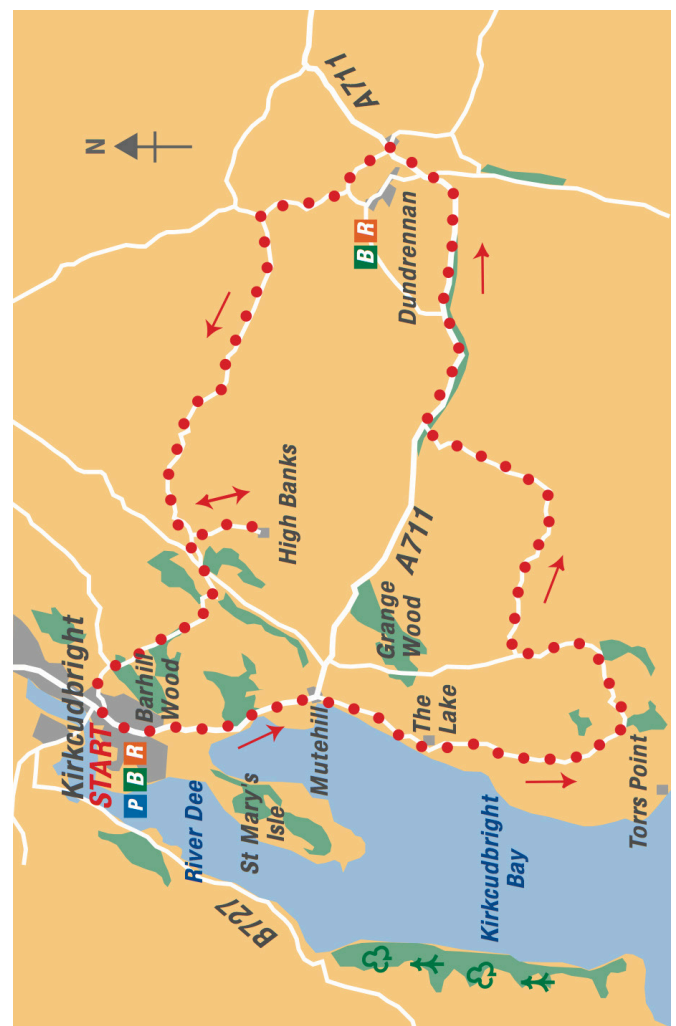 N
A711
Kirkcudbright
START
P B R
Barhill
Wood
River Dee
St Mary's
Isle
B727
Mutehill
High Banks
B R
Dundrennan
A711
Grange
Wood
The
Lake
Kirkcudbright
Bay
Torrs Point